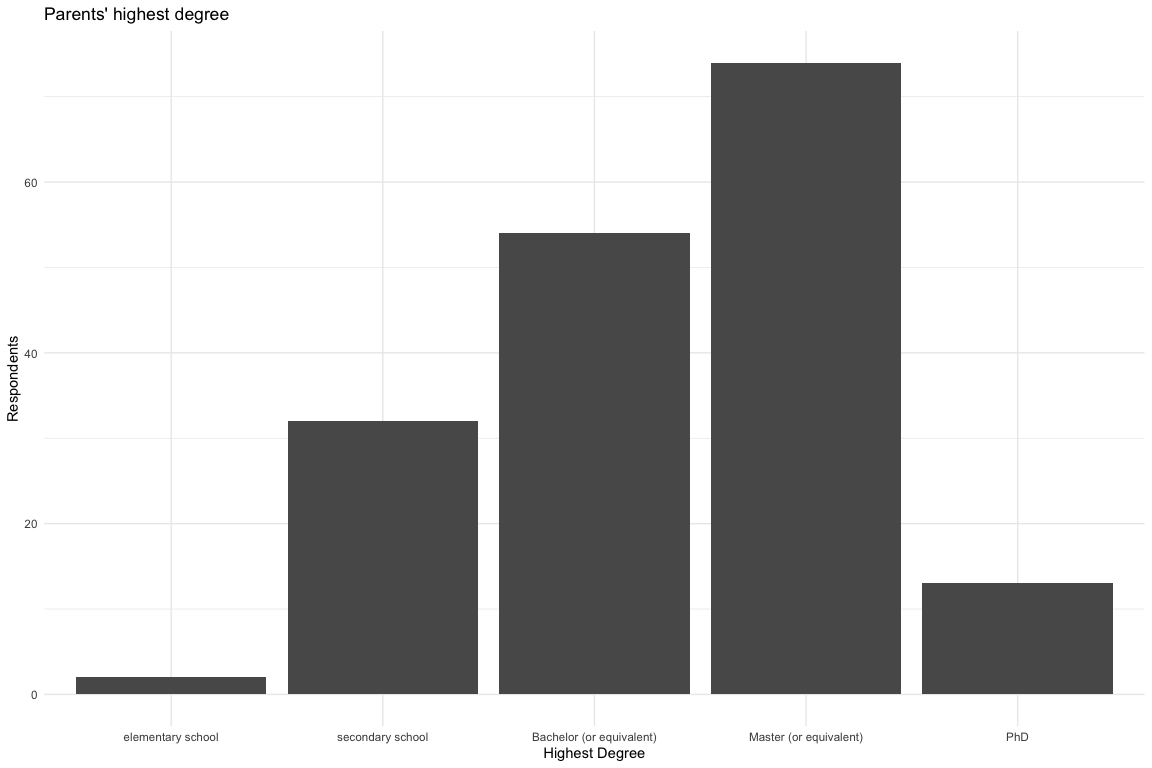 Parents' highest degree
Respondents
60
40
20
0
elementary school
secondary school
Bachelor (or equivalent)
Master (or equivalent)
PhD
Highest Degree